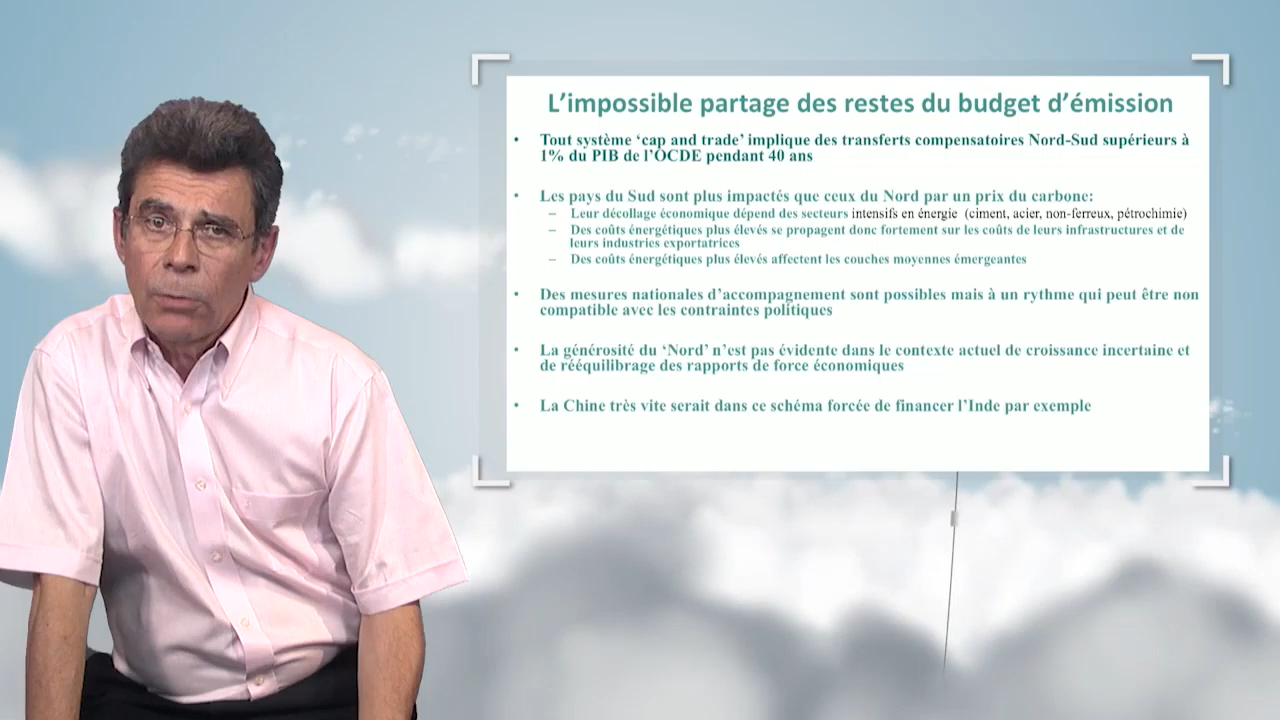 L'impossible partage des restes du budget d'émission
• Tout système 'cap and trade' implique des transferts compensatoires Nord-Sud supérieurs à
1% du PIB de l'OCDE pendant 40 ans
• Les pays du Sud sont plus impactés que ceux du Nord par un prix du carbone:
– Leur décollage économique dépend des secteurs intensifs en énergie (ciment, acier, non-ferreux, pétrochimie)
– Des coûts énergétiques plus élevés se propagent donc fortement sur les coûts de leurs infrastructures et de
leurs industries exportatrices
– Des coûts énergétiques plus élevés affectent les couches moyennes émergeantes
• Des mesures nationales d'accompagnement sont possibles mais à un rythme qui peut être non
compatible avec les contraintes politiques
• La générosité du 'Nord' n'est pas évidente dans le contexte actuel de croissance incertaine et
de rééquilibrage des rapports de force économiques
• La Chine très vite serait dans ce schéma forcée de financer l'Inde par exemple